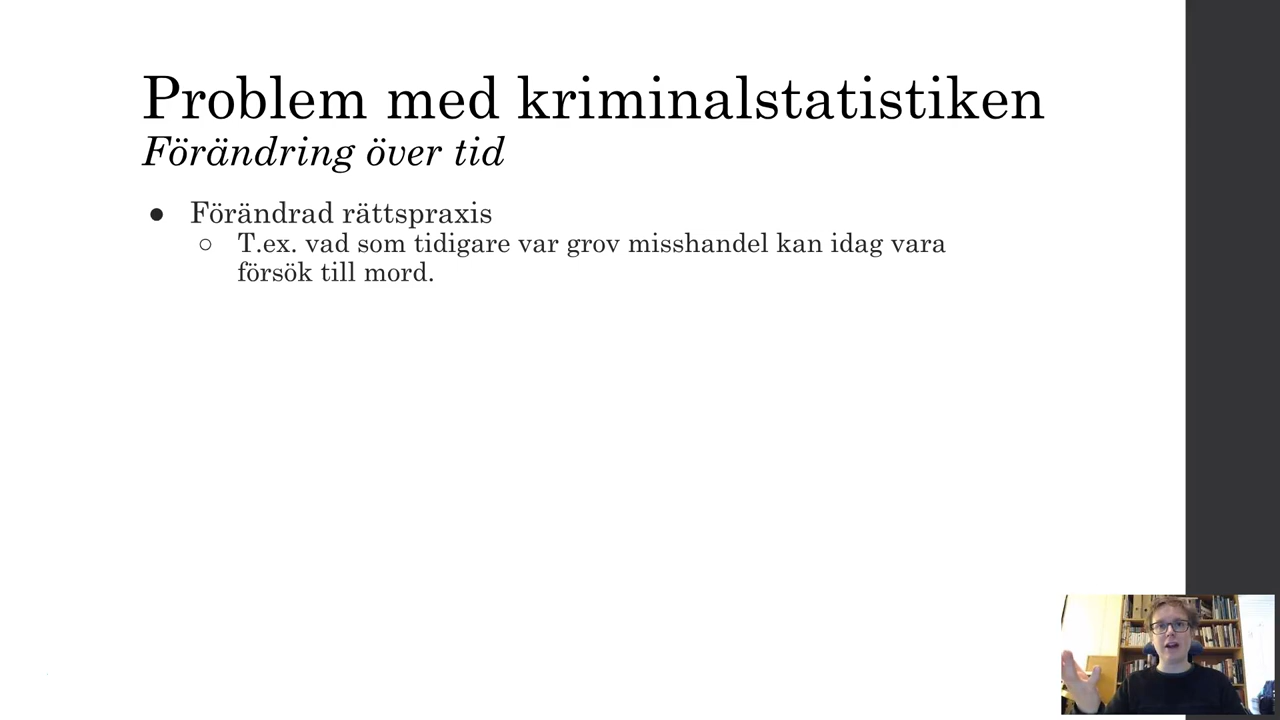 Problem med kriminalstatistiken
Förändring över tid
● Förändrad rättspraxis
○ T.ex. vad som tidigare var grov misshandel kan idag vara
försök till mord.